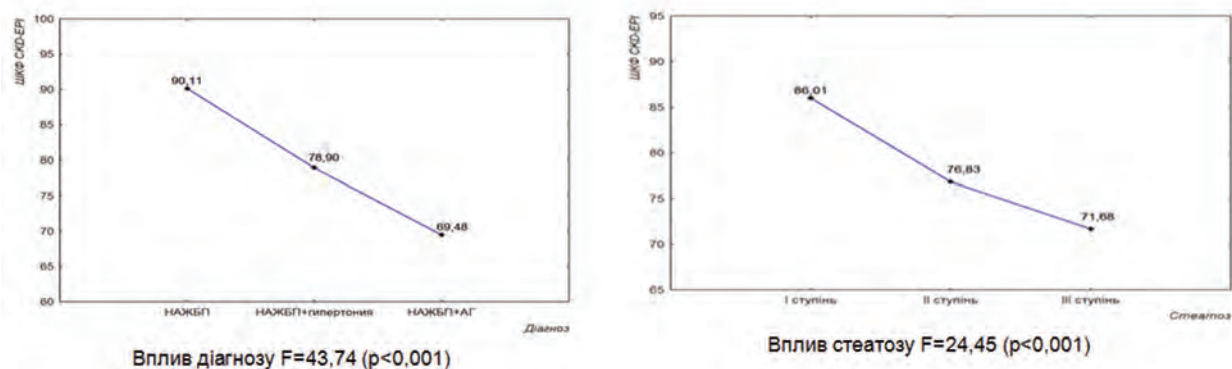 ШКФ CKD-EPI
100
95
90
85
80
75
70
65
60
90,11
78,90
69,48
НАЖБП
НАЖБП+гипертония
НАЖБП+АГ
Діагноз
Вплив діагнозу F=43,74 (p<0,001)
ШКФ CKD-EPI
95
90
85
80
75
70
65
86,01
76,83
71,68
I ступінь
II ступінь
III ступінь
Стеатоз
Вплив стеатозу F=24,45 (p<0,001)